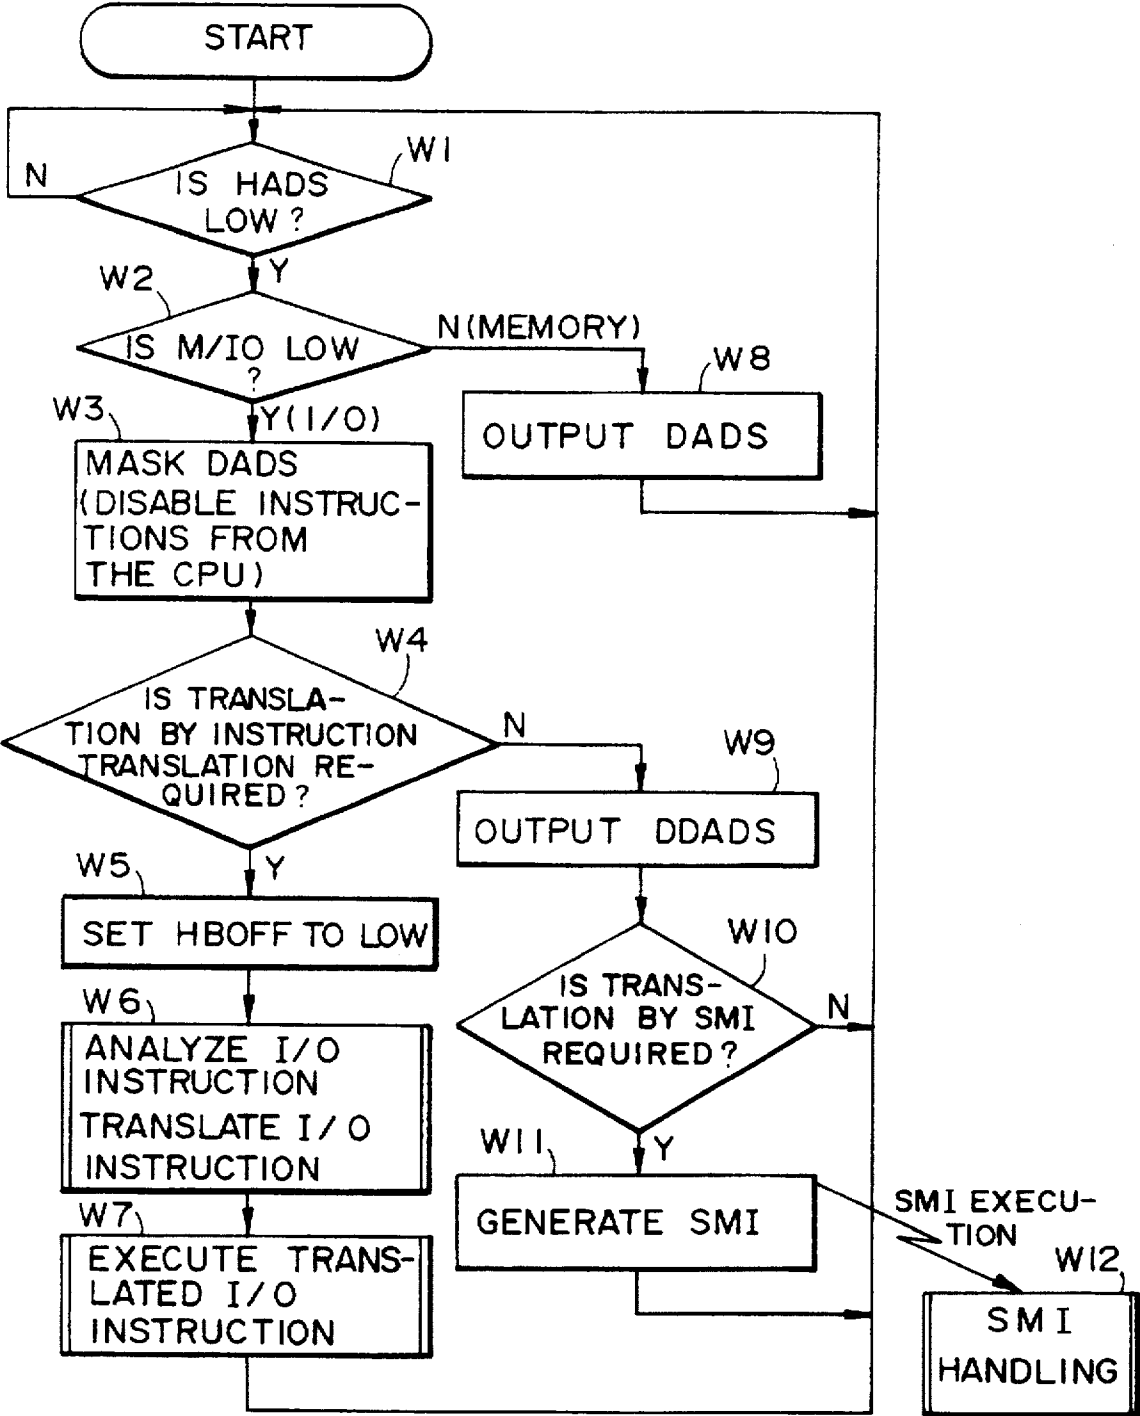 START
W1
N
IS HADS
LOW?
Y
W2
IS M/IO LOW
?
N(MEMORY)
W8
OUTPUT DADS
Y(I/O)
W3
MASK DADS
(DISABLE INSTRUC-
TIONS FROM
THE CPU)
W4
IS TRANSLA-
TION BY INSTRUCTION
TRANSLATION RE-
QUIRED?
N
W9
OUTPUT DDADS
Y
W5
SET HBOFF TO LOW
W10
IS TRANS-
LATION BY SMI
REQUIRED?
N
W6
ANALYZE I/O
INSTRUCTION
TRANSLATE I/O
INSTRUCTION
Y
W11
GENERATE SMI
SMI EXECU-
TION
W7
EXECUTE TRANS-
LATED I/O
INSTRUCTION
W12
SMI
HANDLING